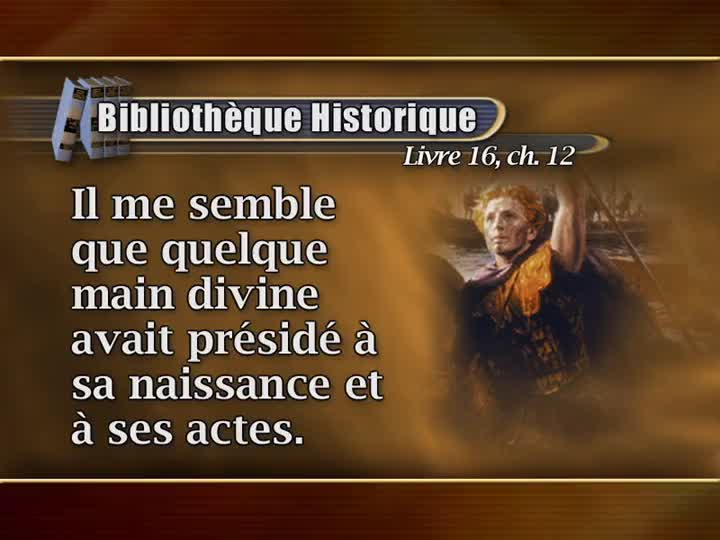 Bibliothèque Historique
Livre 16, ch. 12
Il me semble
que quelque
main divine
avait présidé à
sa naissance et
à ses actes.